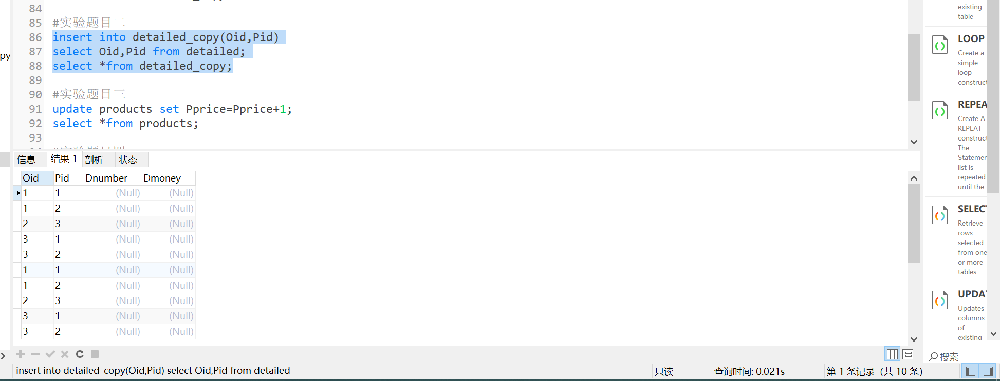 84
85 #实验题目二
86 insert into detailed_copy(Oid,Pid)
87 select Oid,Pid from detailed;
88 select *from detailed_copy;
89
90 #实验题目三
91 update products set Pprice=Pprice+1;
92 select *from products;
93
py
信息 结果 1 剖析 状态
Oid Pid Dnumber Dmoney
1 1 (Null) (Null)
1 2 (Null) (Null)
2 3 (Null) (Null)
3 1 (Null) (Null)
3 2 (Null) (Null)
1 1 (Null) (Null)
1 2 (Null) (Null)
2 3 (Null) (Null)
3 1 (Null) (Null)
3 2 (Null) (Null)
insert into detailed_copy(Oid,Pid) select Oid,Pid from detailed
只读
查询时间: 0.021s
第 1 条记录 (共 10 条)
existing
table
LOOP
Create a
simple
loop
construct
REPEA
Create A
REPEAT
construct
The
Statemen
list is
repeated
until the
SELECT
Retrieve
rows
selected
from one
or more
tables
UPDAT
Updates
columns
of
existing
搜索